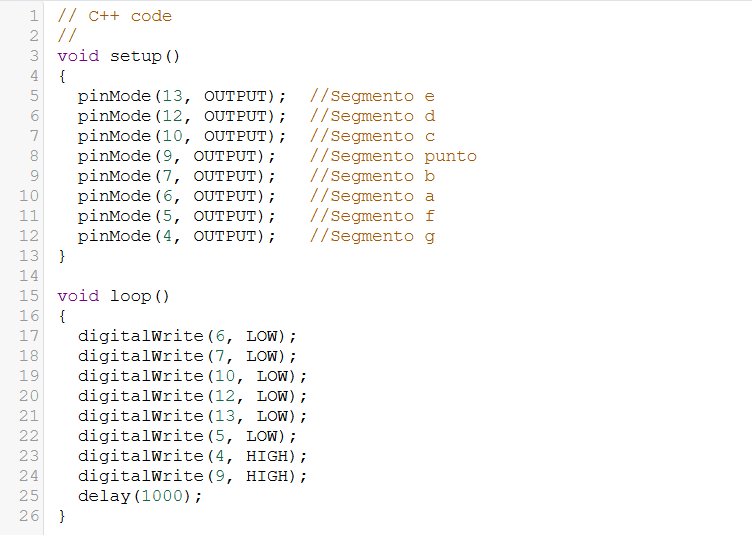 1 // C++ code
2 //
3 void setup()
4 {
5   pinMode(13, OUTPUT);  //Segmento e
6   pinMode(12, OUTPUT);  //Segmento d
7   pinMode(10, OUTPUT);  //Segmento c
8   pinMode(9, OUTPUT);   //Segmento punto
9   pinMode(7, OUTPUT);   //Segmento b
10   pinMode(6, OUTPUT);   //Segmento a
11   pinMode(5, OUTPUT);   //Segmento f
12   pinMode(4, OUTPUT);   //Segmento g
13 }
14
15 void loop()
16 {
17   digitalWrite(6, LOW);
18   digitalWrite(7, LOW);
19   digitalWrite(10, LOW);
20   digitalWrite(12, LOW);
21   digitalWrite(13, LOW);
22   digitalWrite(5, LOW);
23   digitalWrite(4, HIGH);
24   digitalWrite(9, HIGH);
25   delay(1000);
26 }